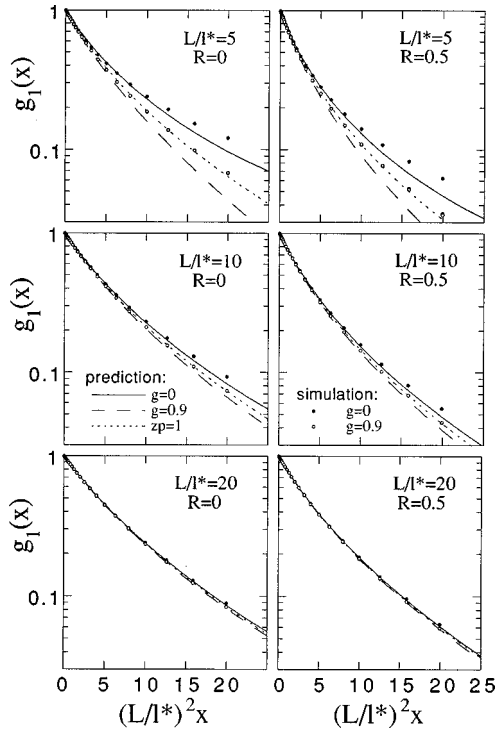 1
0.1
g₁(x)
L/l*=5
R=0
L/l*=5
R=0.5
1
0.1
g₁(x)
L/l*=10
R=0
prediction:
g=0
g=0.9
zp=1
L/l*=10
R=0.5
simulation:
g=0
g=0.9
1
0.1
g₁(x)
L/l*=20
R=0
L/l*=20
R=0.5
0 5 10 15 20
0 5 10 15 20 25
(L/l*)²x
(L/l*)²x